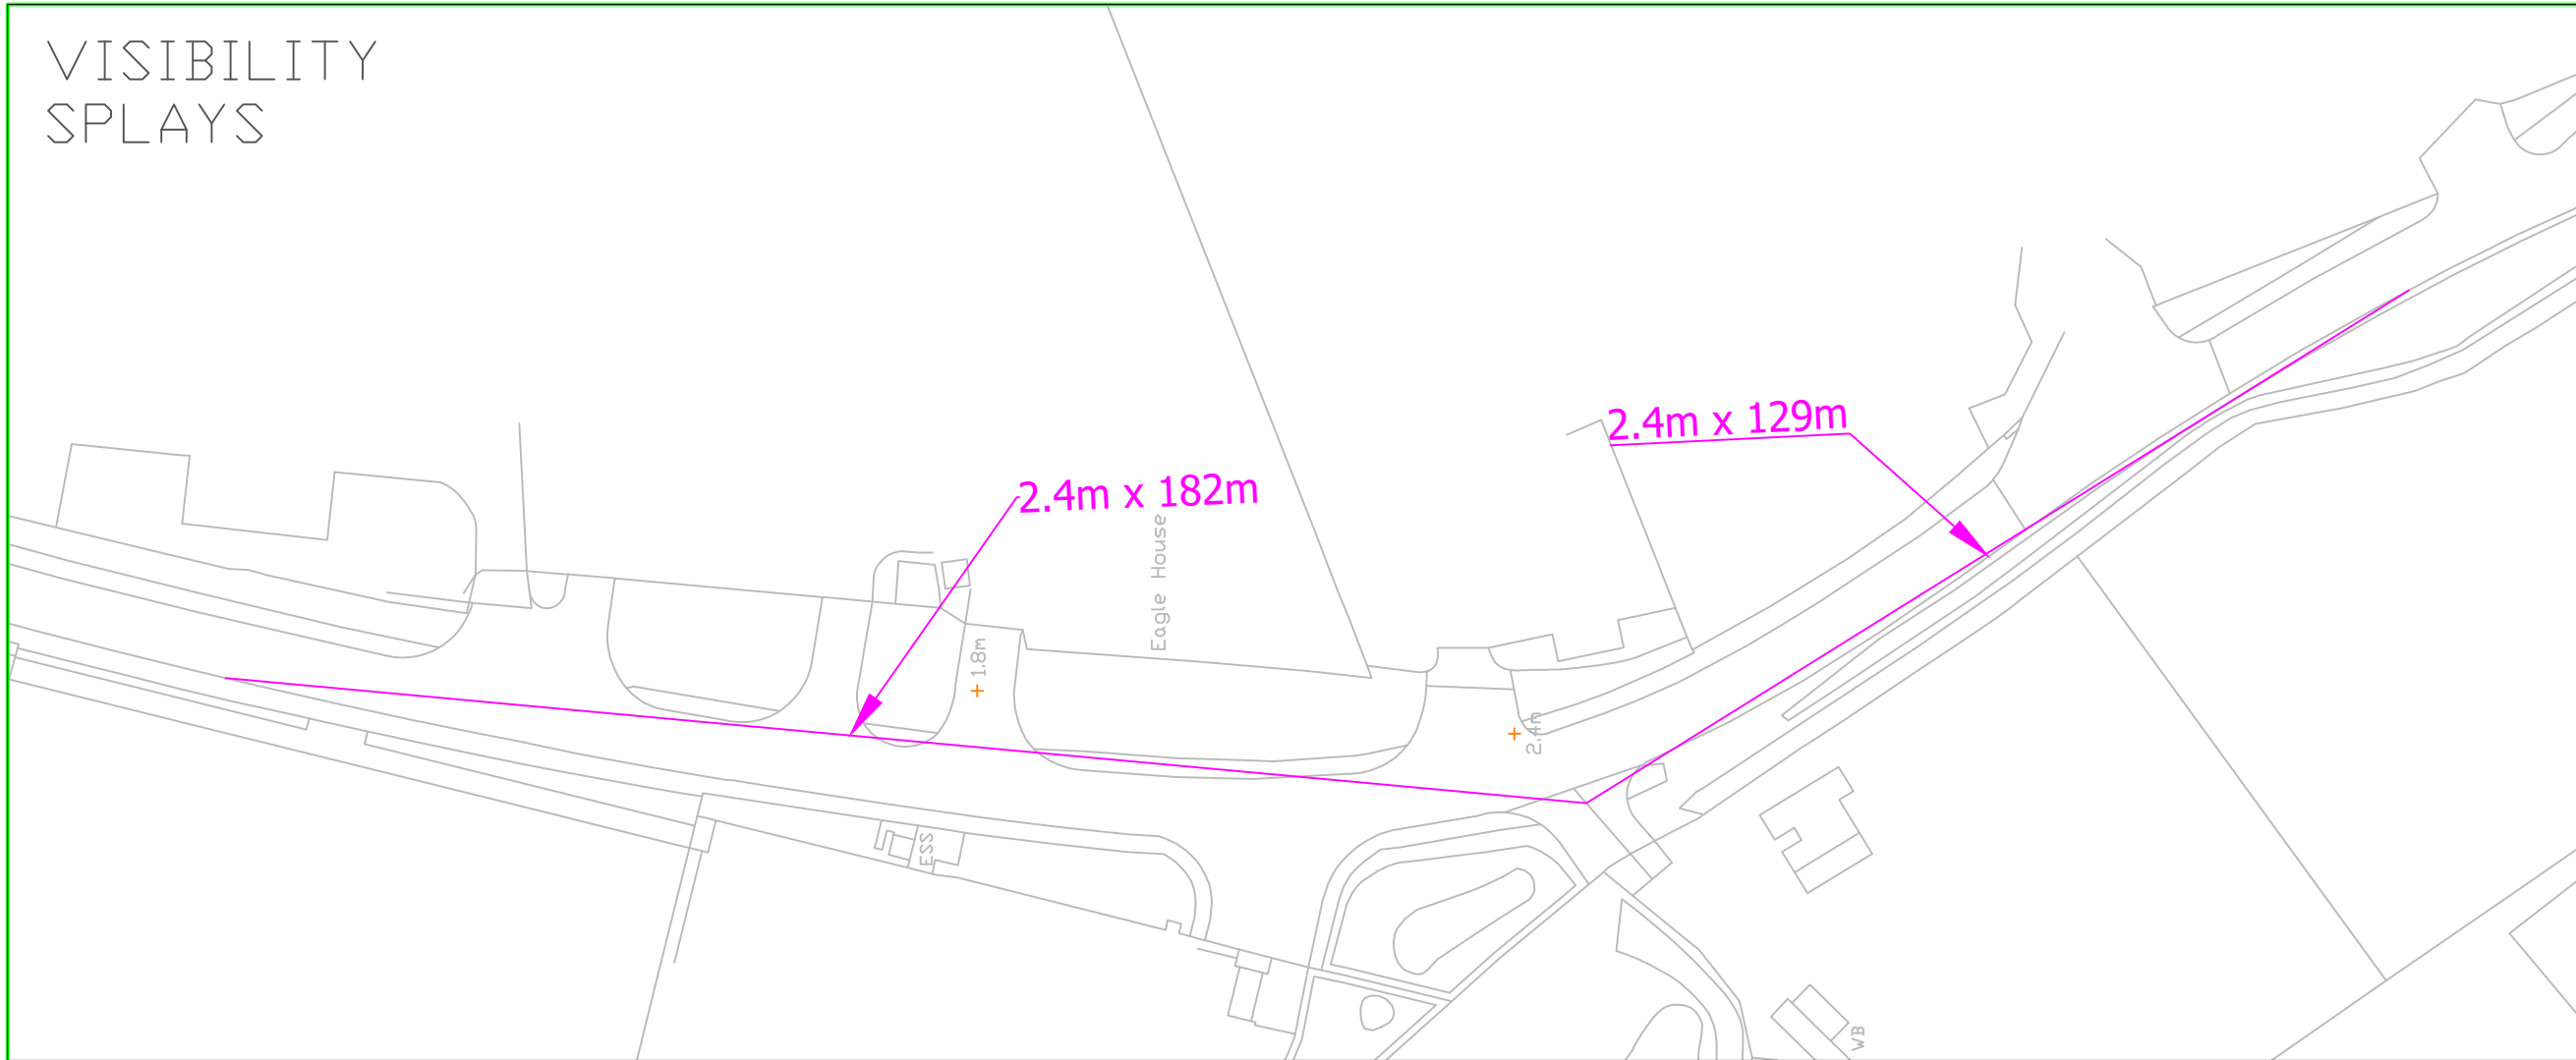 VISIBILITY
SPLAYS
2.4m x 129m
2.4m x 182m
Eagle House
1.8m
2.4m
ESS
WB